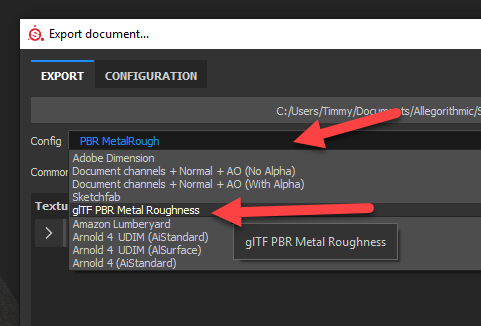 Export document...
EXPORT
CONFIGURATION
C:/Users/Timmy/Documents/Allegorithmic/S
Config
PBR MetalRough
Adobe Dimension
Document channels + Normal + AO (No Alpha)
Commo
Document channels + Normal + AO (With Alpha)
Sketchfab
Textu
glTF PBR Metal Roughness
Amazon Lumberyard
Arnold 4 UDIM (AiStandard)
glTF PBR Metal Roughness
Arnold 4 UDIM (AlSurface)
Arnold 4 (AiStandard)